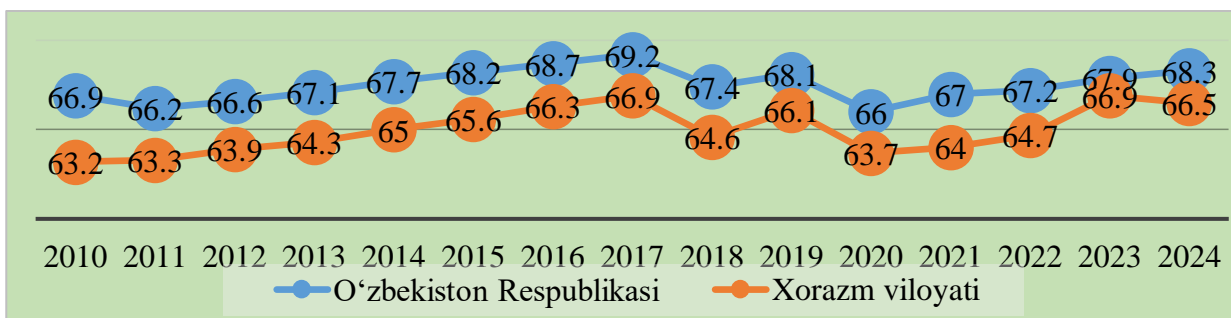 66.9 66.2 66.6 67.1 67.7 68.2 68.7 69.2 67.4 68.1 66 67 67.2 67.9 68.3
63.2 63.3 63.9 64.3 65 65.6 66.3 66.9 64.6 66.1 63.7 64 64.7 66.9 66.5
2010 2011 2012 2013 2014 2015 2016 2017 2018 2019 2020 2021 2022 2023 2024
O‘zbekiston Respublikasi Xorazm viloyati